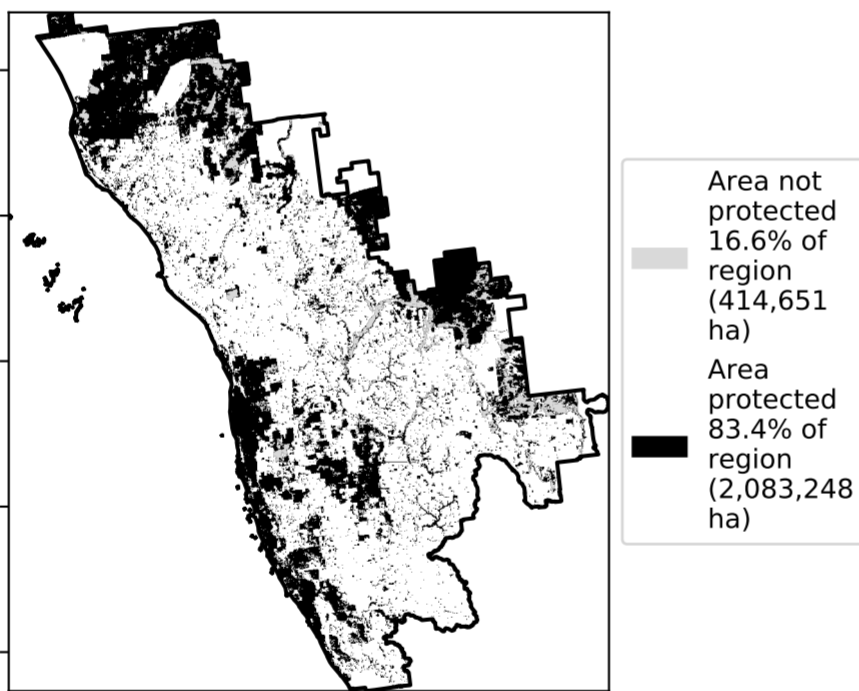 Area not
protected
16.6% of
region
(414,651
ha)
Area
protected
83.4% of
region
(2,083,248
ha)